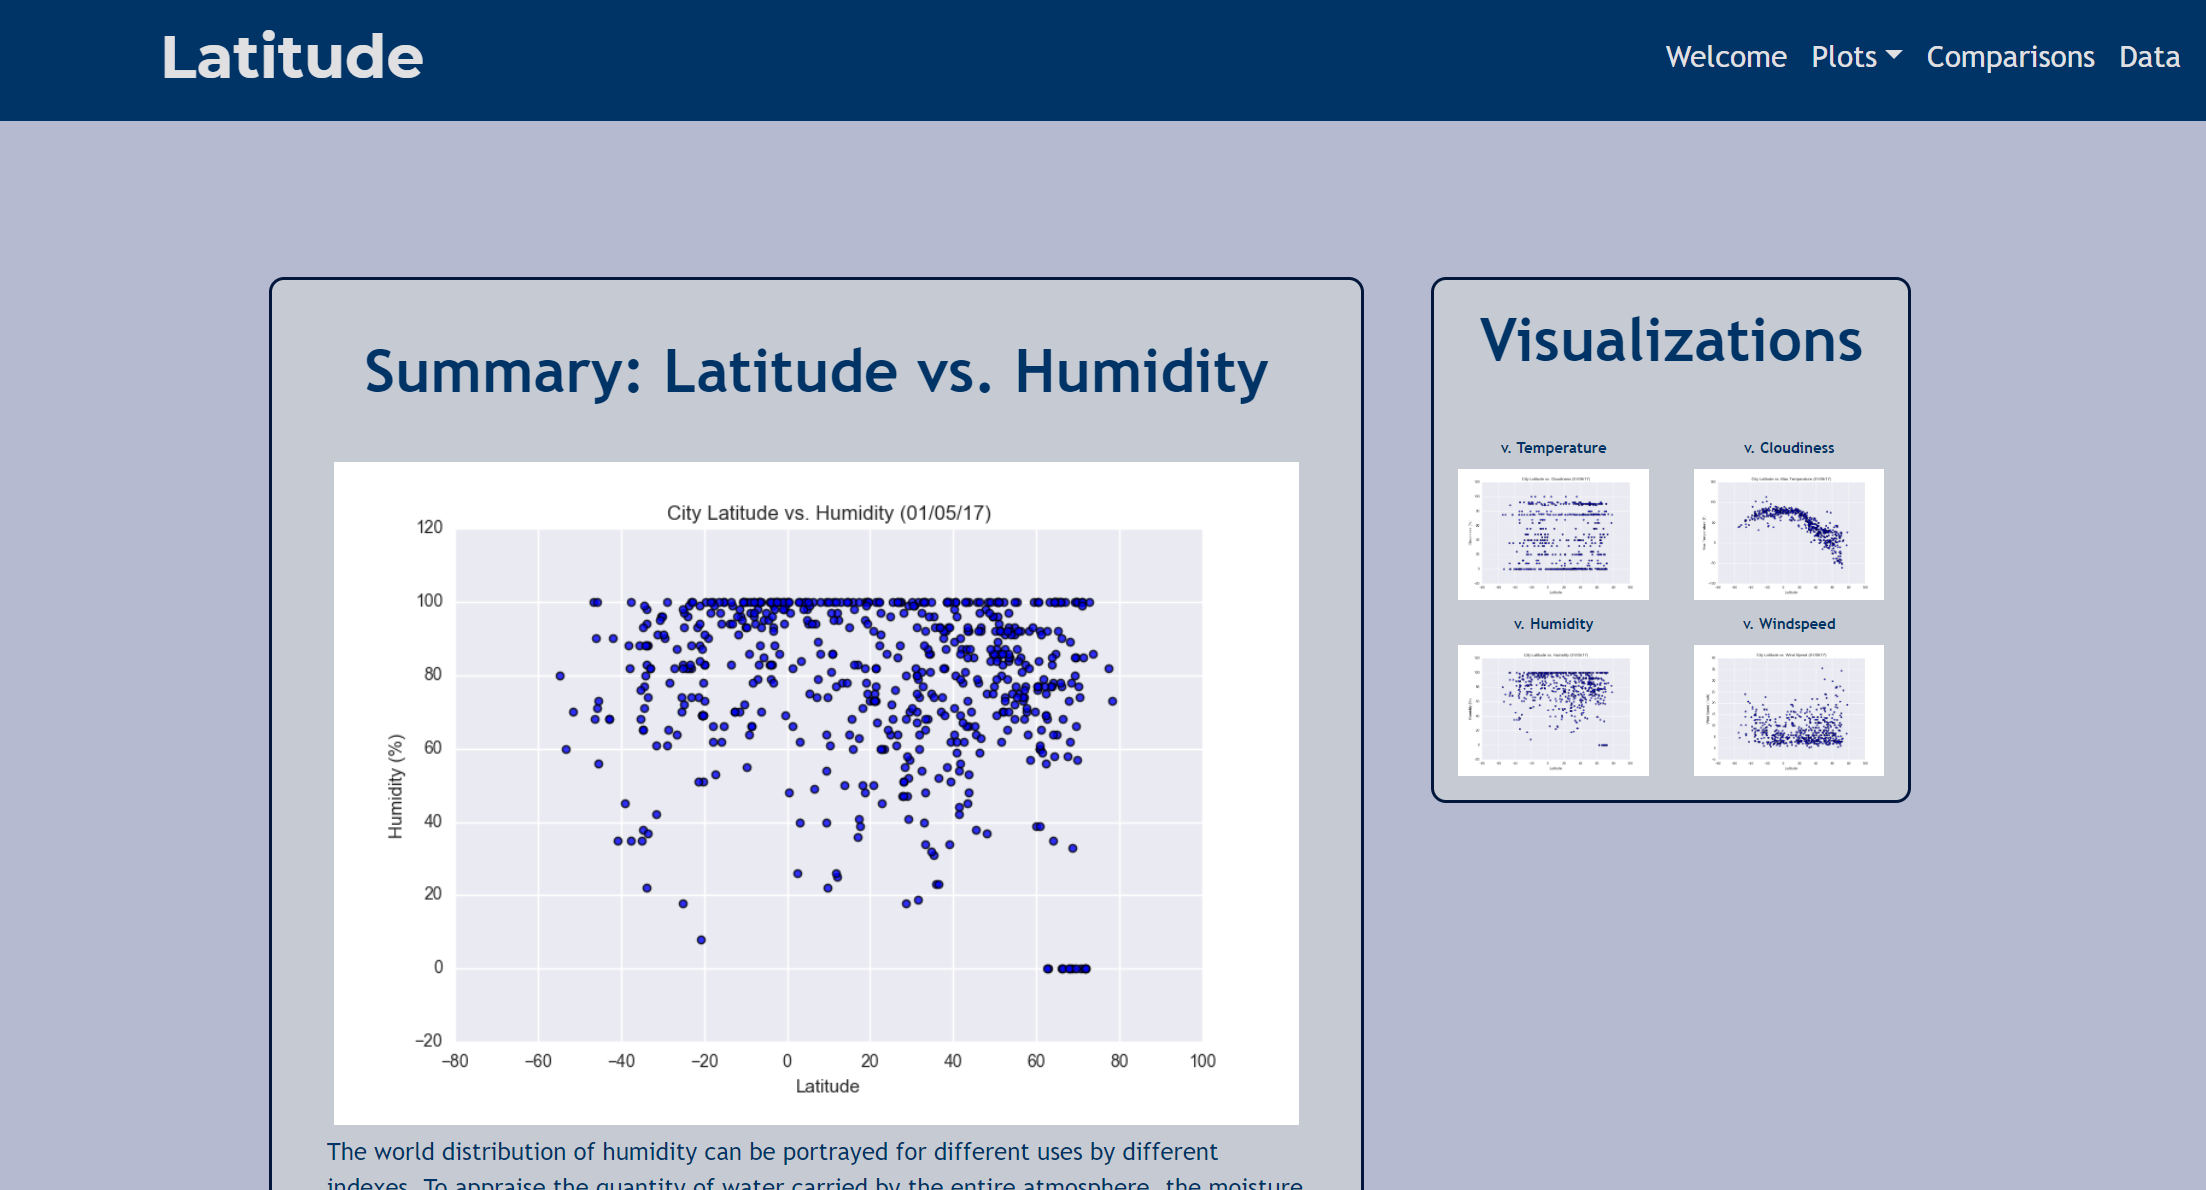 Latitude
Welcome Plots Comparisons Data
Summary: Latitude vs. Humidity
City Latitude vs. Humidity (01/05/17)
120
100
80
60
40
20
0
−20
Humidity (%)
−80 −60 −40 −20 0 20 40 60 80 100
Latitude
The world distribution of humidity can be portrayed for different uses by different
indexes. To appraise the quantity of water carried by the entire atmosphere, the moisture
Visualizations
v. Temperature
v. Cloudiness
v. Humidity
v. Windspeed